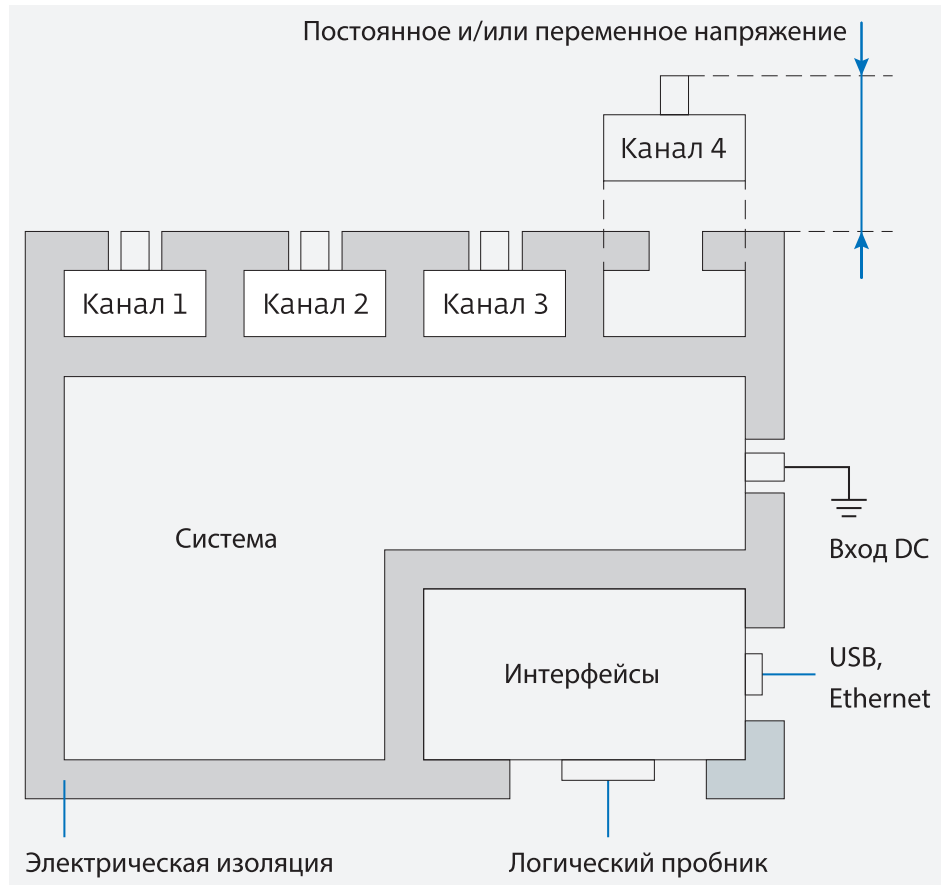 Постоянное и/или переменное напряжение
Канал 4
Канал 1
Канал 2
Канал 3
Система
Вход DC
Интерфейсы
USB,
Ethernet
Электрическая изоляция
Логический пробник